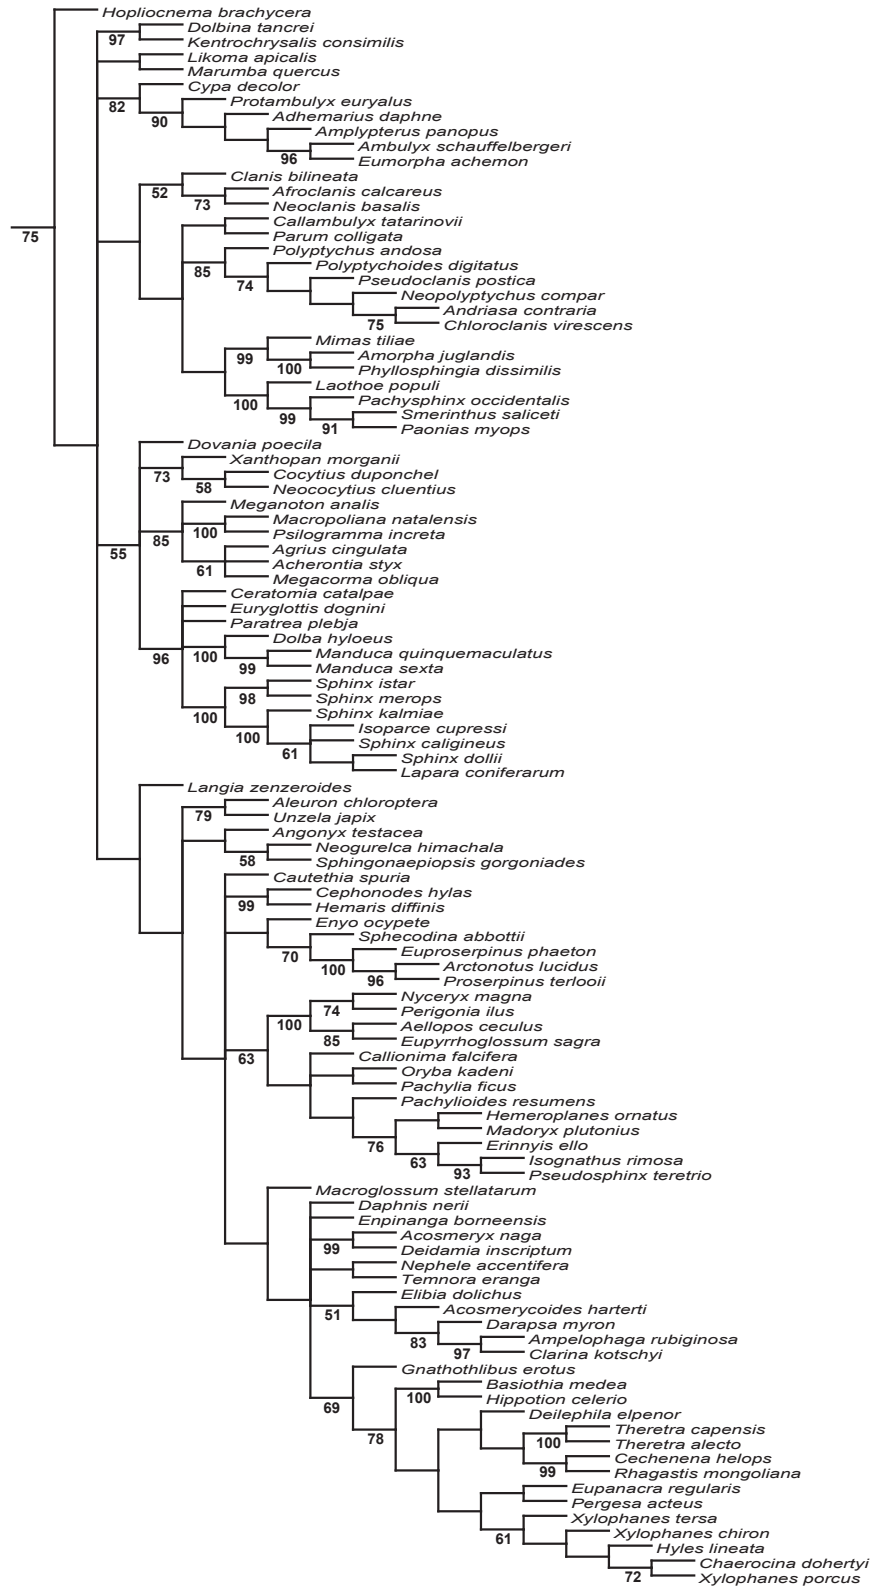 Hopliocnema brachycera
Dolbina tancrei
97
Kentrochrysalis consimilis
Likoma apicalis
Marumba quercus
Cypa decolor
82
Protambulyx euryalus
90
Adhemarius daphne
Amplypterus panopus
Ambulyx schauffelbergeri
96
Eumorpha achemon
Clanis bilineata
52
Afroclanis calcareus
73
Neoclanis basalis
Callambulyx tatarinovii
75
Parum colligata
Polyptychus andosa
85
Polyptychoides digitatus
74
Pseudoclanis postica
Neopolyptychus compar
Andriasa contraria
75
Chloroclanis virescens
Mimas tiliae
99
Amorpha juglandis
100
Phyllosphingia dissimilis
Laothoe populi
100
Pachysphinx occidentalis
99
Smerinthus saliceti
91
Paonias myops
Dovania poecila
Xanthopan morganii
73
Cocytius duponchel
58
Neococytius cluentius
Meganoton analis
Macropoliana natalensis
100
Psilogramma increta
85
Agrius cingulata
55
Acherontia styx
61
Megacorma obliqua
Ceratomia catalpae
Euryglottis dognini
Paratrea plebja
Dolba hyloeus
96
100
Manduca quinquemaculatus
99
Manduca sexta
Sphinx istar
98
Sphinx merops
100
Sphinx kalmiae
100
Isoparce cupressi
Sphinx caligineus
61
Sphinx dollii
Lapara coniferarum
Langia zenzeroides
Aleuron chloroptera
79
Unzela japix
Angonyx testacea
Neogurelca himachala
58
Sphingonaepiopsis gorgoniades
Cautethia spuria
Cephonodes hylas
99
Hemaris diffinis
Enyo ocypete
Sphecodina abbottii
70
Euproserpinus phaeton
100
Arctonotus lucidus
96
Proserpinus terlooii
Nyceryx magna
74
Perigonia ilus
100
Aellopos ceculus
85
Eupyrrhoglossum sagra
63
Callionima falcifera
Oryba kadeni
Pachylia ficus
Pachylioides resumens
Hemeroplanes ornatus
Madoryx plutonius
76
Erinnyis ello
63
Isognathus rimosa
93
Pseudosphinx teretrio
Macroglossum stellatarum
Daphnis nerii
Enpinanga borneensis
Acosmeryx naga
99
Deidamia inscriptum
Nephele accentifera
Temnora eranga
Elibia dolichus
51
Acosmerycoides harterti
Darapsa myron
83
Ampelophaga rubiginosa
97
Clarina kotschyi
Gnathothlibus erotus
Basiothia medea
69
100
Hippotion celerio
78
Deilephila elpenor
Theretra capensis
100
Theretra alecto
Cechenena helops
99
Rhagastis mongoliana
Eupanacra regularis
Pergesa acteus
Xylophanes tersa
61
Xylophanes chiron
Hyles lineata
Chaerocina dohertyi
72
Xylophanes porcus